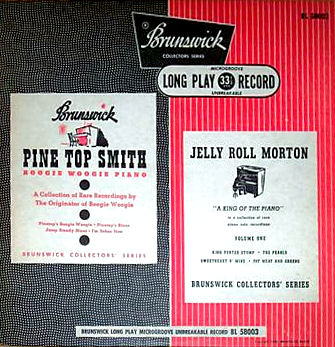 BL 58003
Brunswick
COLLECTORS SERIES
MICROGROOVE
LONG PLAY 33⅓ RECORD
UNBREAKABLE
Brunswick
PINE TOP SMITH
BOOGIE WOOGIE PIANO
A Collection of Rare Recordings by
The Originator of Boogie Woogie
Pinetop's Boogie Woogie • Pinetop's Blues
Jump Steady Blues • I'm Sober Now
BRUNSWICK COLLECTORS' SERIES
JELLY ROLL MORTON
"A KING OF THE PIANO"
in a collection of rare
piano solo recordings
VOLUME ONE
KING PORTER STOMP • THE PEARLS
SWEETHEART O' MINE • FAT MEAT AND GREENS
BRUNSWICK COLLECTORS' SERIES
BRUNSWICK LONG PLAY MICROGROOVE UNBREAKABLE RECORD BL 58003